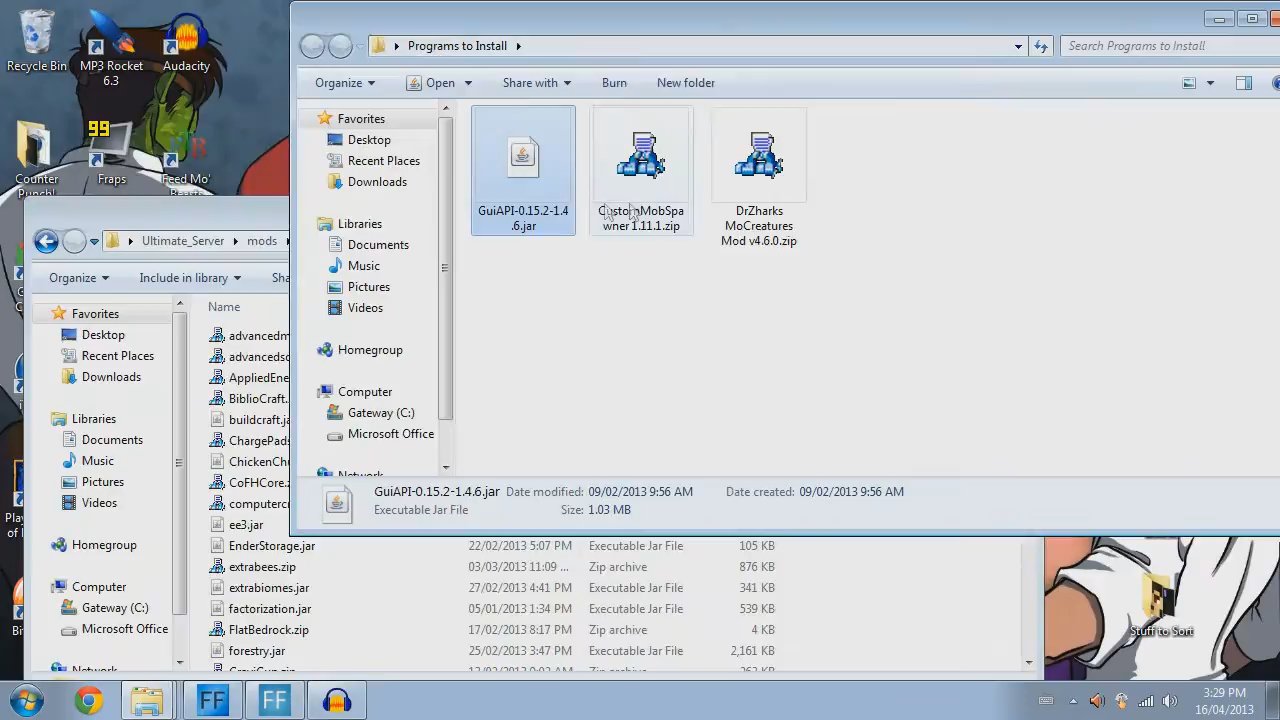 Recycle Bin
MP3 Rocket
6.3
Audacity
Counter
Punch!
99
Fraps
Feed Mo'
Beasts
Programs to Install
Search Programs to Install
Organize
Open
Share with
Burn
New folder
Favorites
Desktop
Recent Places
Downloads
Libraries
Documents
Music
Pictures
Videos
Homegroup
Computer
Gateway (C:)
Microsoft Office
Network
GuiAPI-0.15.2-1.4
.6.jar
CustomMobSpa
wner 1.11.1.zip
DrZharks
MoCreatures
Mod v4.6.0.zip
GuiAPI-0.15.2-1.4.6.jar Date modified: 09/02/2013 9:56 AM Date created: 09/02/2013 9:56 AM
Executable Jar File Size: 1.03 MB
Ultimate_Server
mods
Organize
Include in library
Sha
Favorites
Desktop
Recent Places
Downloads
Libraries
Documents
Music
Pictures
Videos
Homegroup
Computer
Gateway (C:)
Microsoft Office
Network
Name
advancedm
advancedso
AppliedEne
BiblioCraft.
buildcraft.ja
ChargePads
ChickenChu
CoFHCore.z
computercr
ee3.jar
EnderStorage.jar 22/02/2013 5:07 PM Executable Jar File 105 KB
extrabees.zip 03/03/2013 11:09 ... Zip archive 876 KB
extrabiomes.jar 27/02/2013 4:41 PM Executable Jar File 341 KB
factorization.jar 05/01/2013 1:34 PM Executable Jar File 539 KB
FlatBedrock.zip 17/02/2013 8:17 PM Zip archive 4 KB
forestry.jar 25/02/2013 3:47 PM Executable Jar File 2,161 KB
Stuff to Sort
FF
FF
3:29 PM
16/04/2013